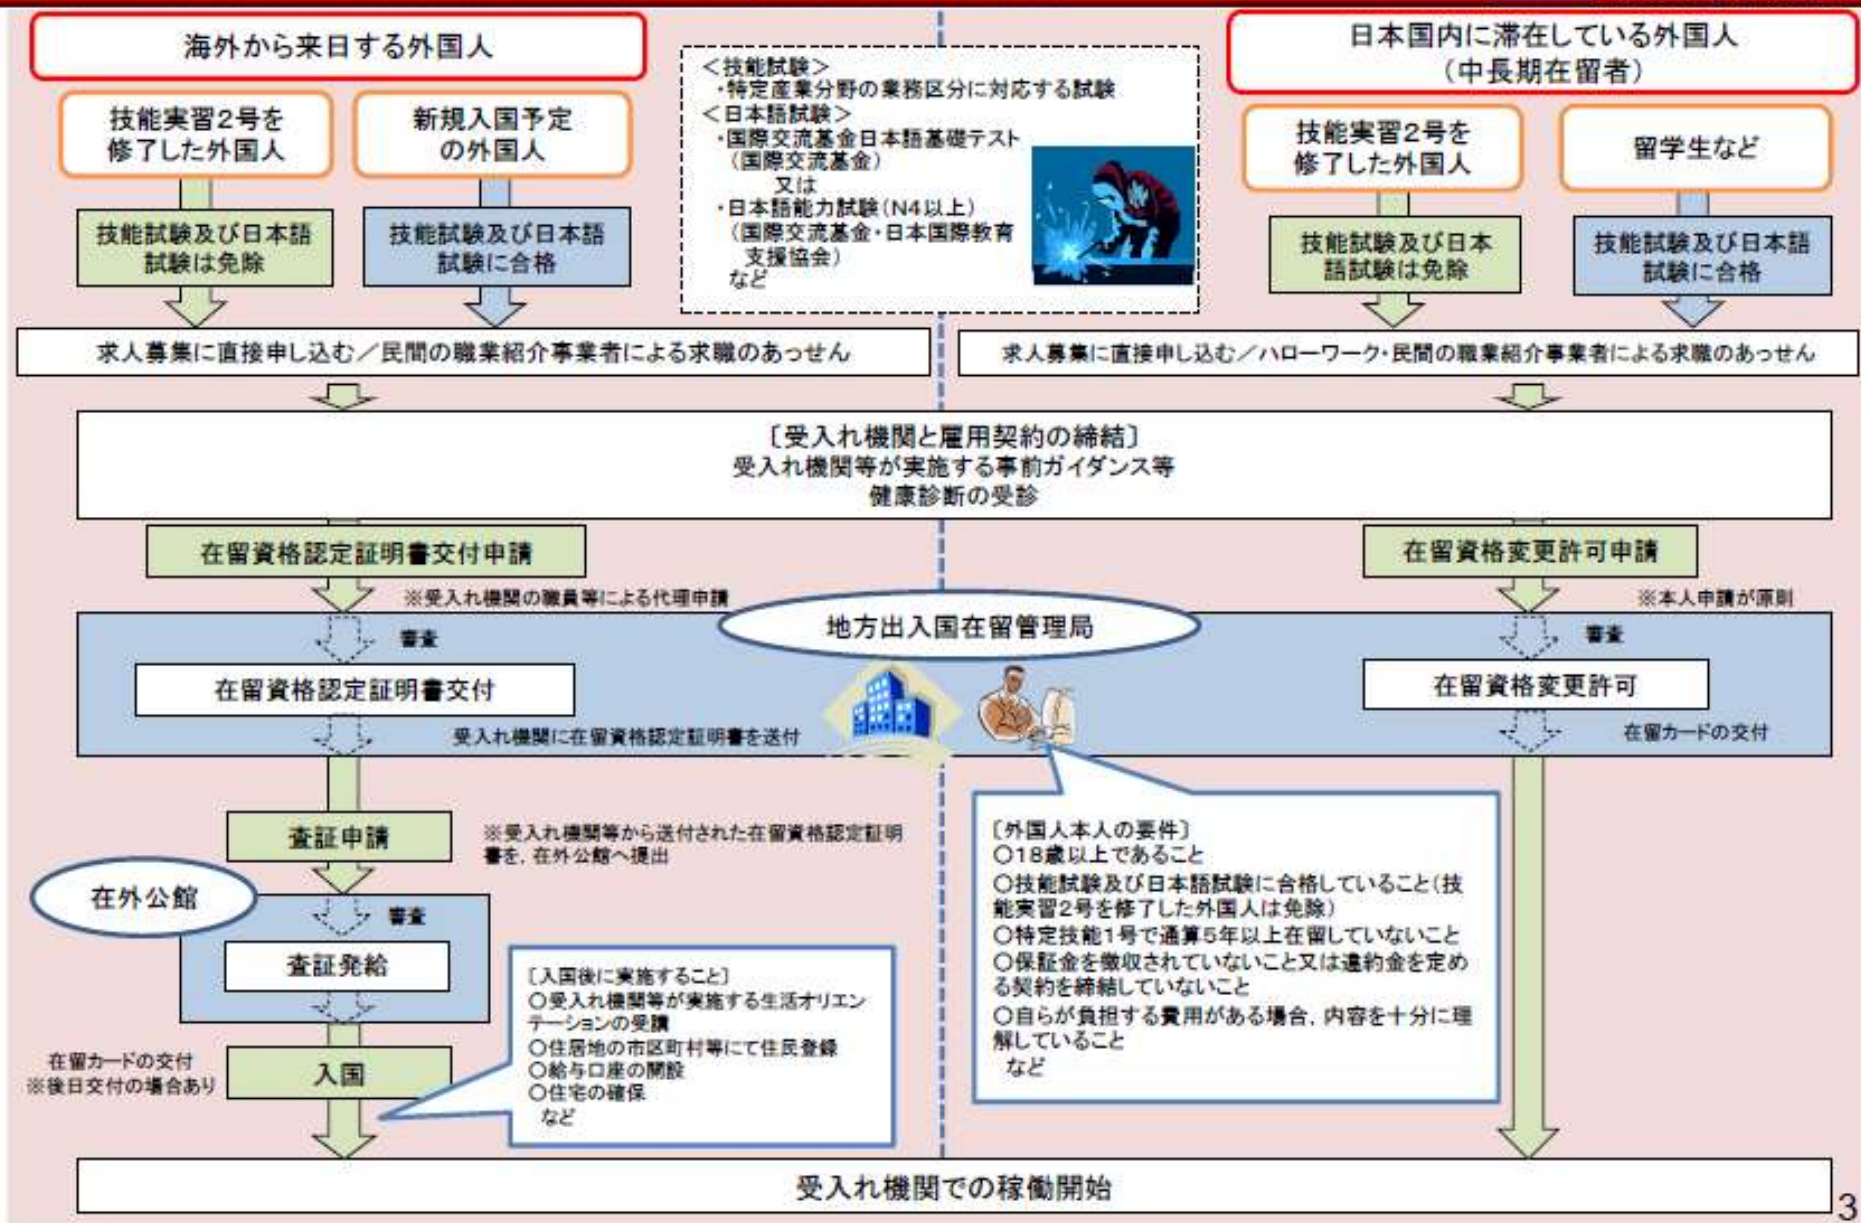 海外から来日する外国人
日本国内に滞在している外国人
(中長期在留者)
技能実習2号を
修了した外国人
新規入国予定
の外国人
<技能試験>
・特定産業分野の業務区分に対応する試験
<日本語試験>
・国際交流基金日本語基礎テスト
(国際交流基金)
又は
・日本語能力試験(N4以上)
(国際交流基金・日本国際教育
支援協会)
など
技能実習2号を
修了した外国人
留学生など
技能試験及び日本語
試験は免除
技能試験及び日本語
試験に合格
技能試験及び日本
語試験は免除
技能試験及び日本語
試験に合格
求人募集に直接申し込む/民間の職業紹介事業者による求職のあっせん
求人募集に直接申し込む/ハローワーク・民間の職業紹介事業者による求職のあっせん
〔受入れ機関と雇用契約の締結〕
受入れ機関等が実施する事前ガイダンス等
健康診断の受診
在留資格認定証明書交付申請
在留資格変更許可申請
※受入れ機関の職員等による代理申請
※本人申請が原則
地方出入国在留管理局
審査
審査
在留資格認定証明書交付
在留資格変更許可
受入れ機関に在留資格認定証明書を送付
在留カードの交付
査証申請
※受入れ機関等から送付された在留資格認定証明
書を,在外公館へ提出
在外公館
審査
査証発給
〔入国後に実施すること〕
○受入れ機関等が実施する生活オリエン
テーションの受講
○住居地の市区町村等にて住民登録
○給与口座の開設
○住宅の確保
など
〔外国人本人の要件〕
○18歳以上であること
○技能試験及び日本語試験に合格していること(技
能実習2号を修了した外国人は免除)
○特定技能1号で通算5年以上在留していないこと
○保証金を徴収されていないこと又は違約金を定め
る契約を締結していないこと
○自らが負担する費用がある場合,内容を十分に理
解していること
など
在留カードの交付
※後日交付の場合あり
入国
受入れ機関での稼働開始
3